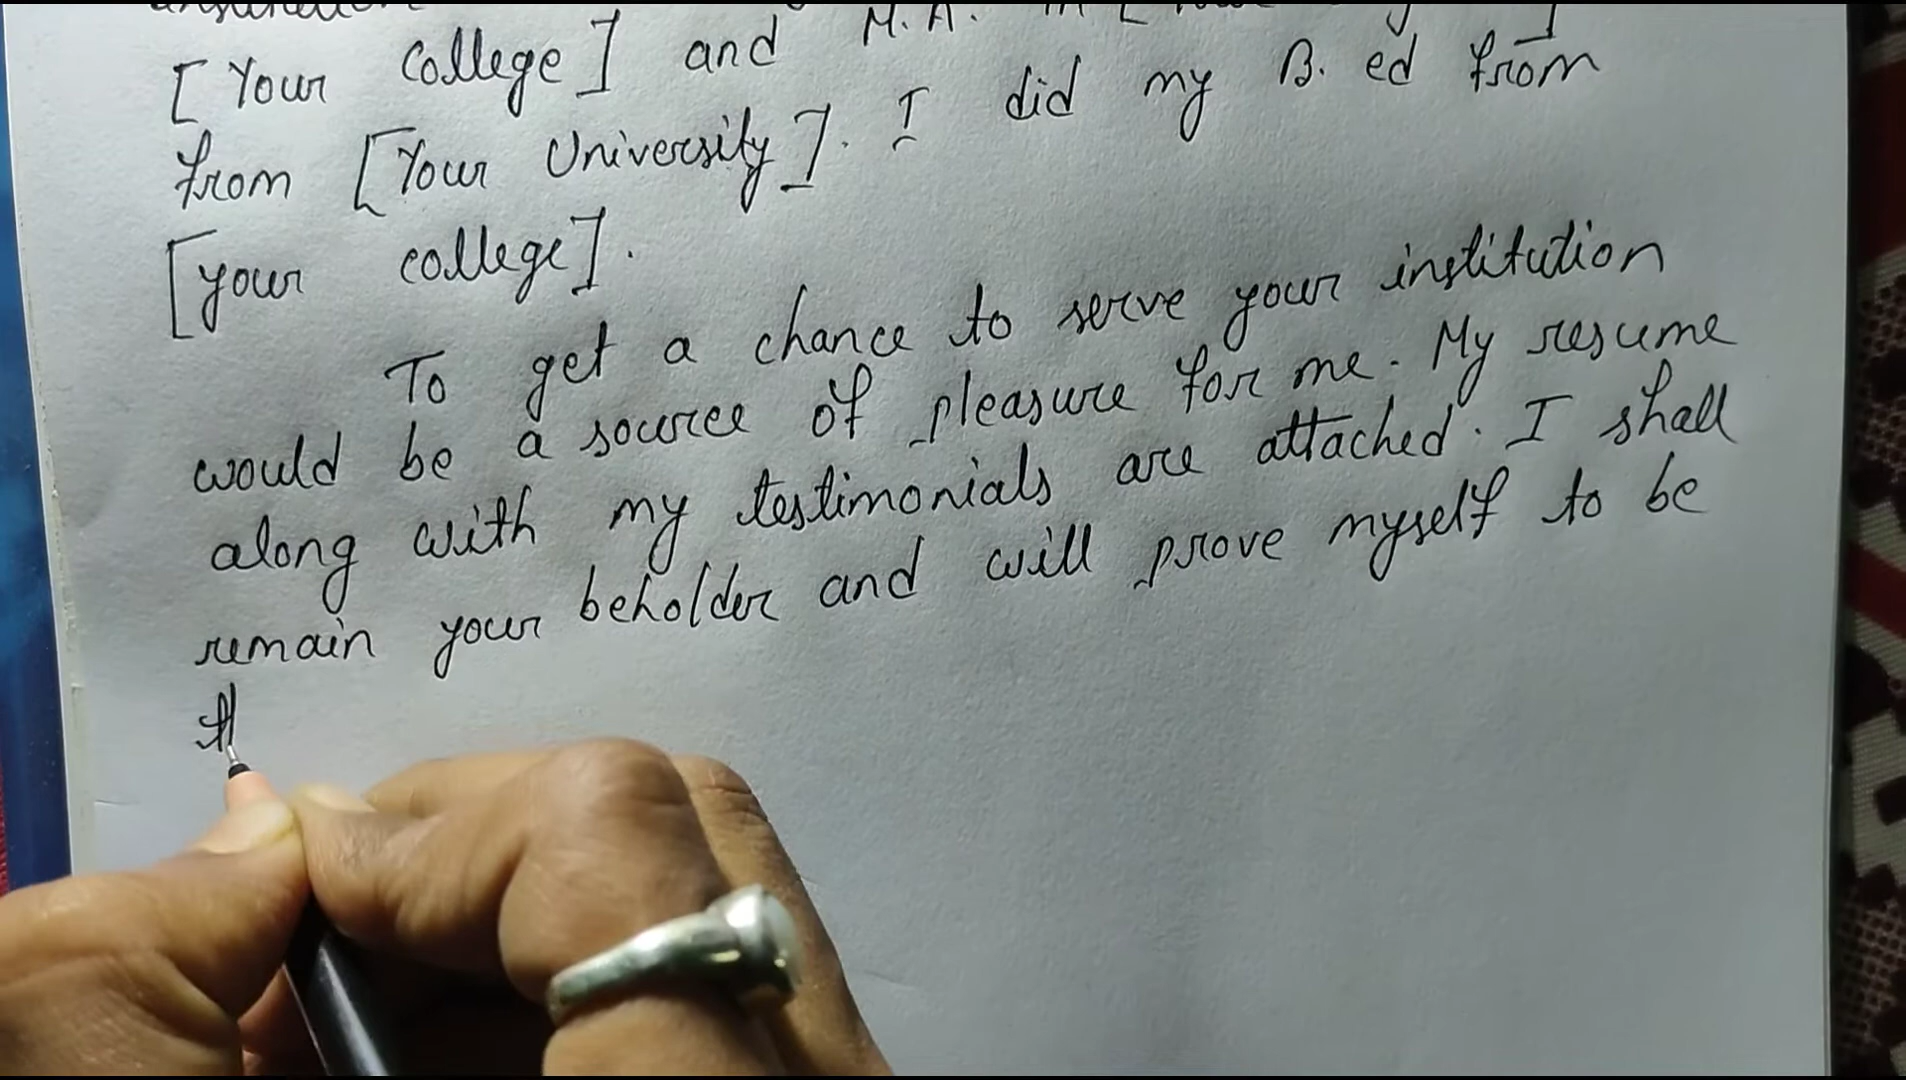 [Your college] and M.A. in
from [Your University]. I did my B. ed from
[your college].
To get a chance to serve your institution
would be a source of pleasure for me. My resume
along with my testimonials are attached. I shall
remain your beholder and will prove myself to be